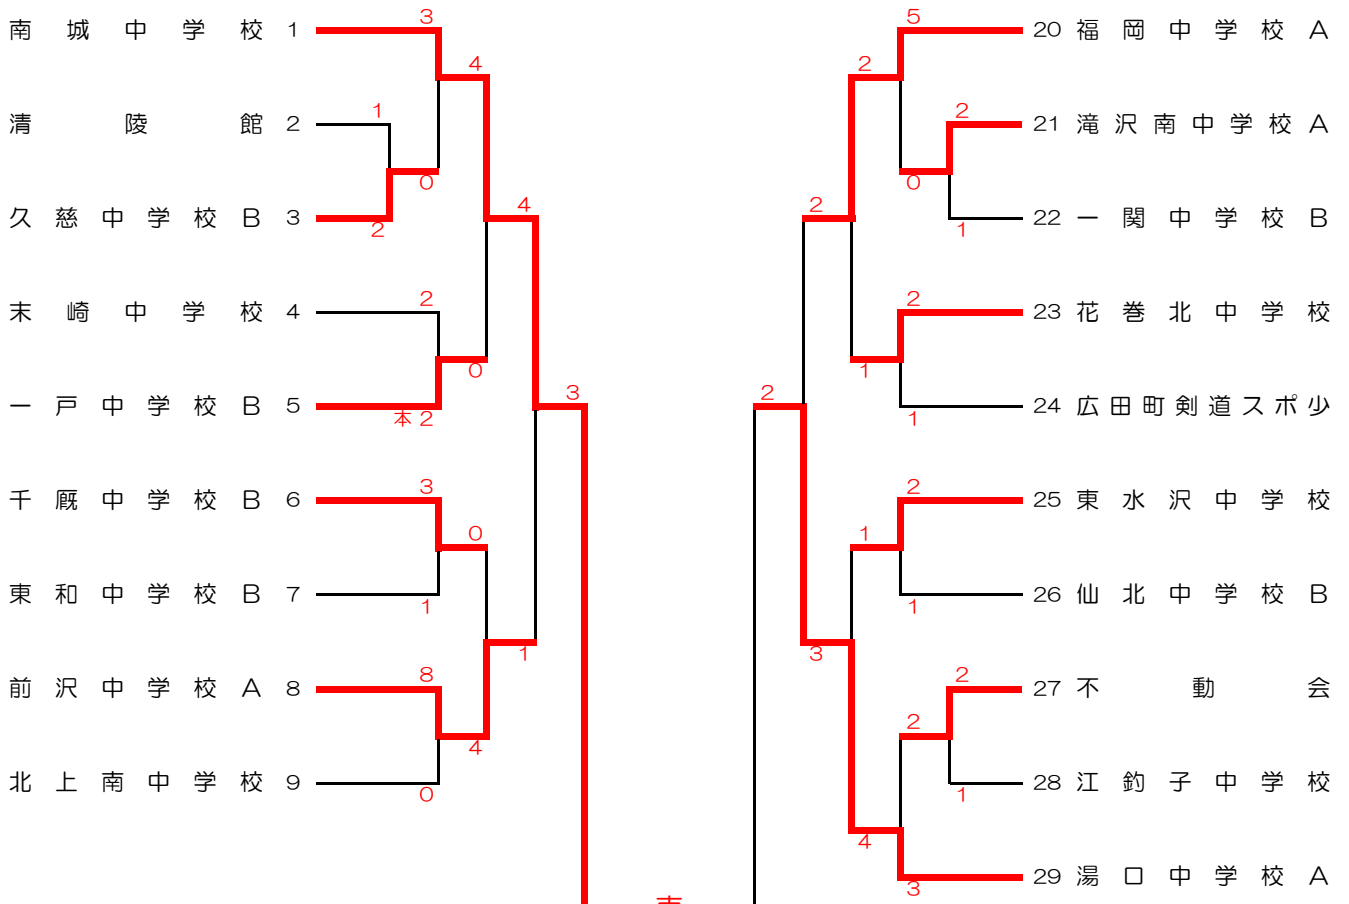 南城中学校 1
清陵館 2
久慈中学校B 3
末崎中学校 4
一戸中学校B 5
千厩中学校B 6
東和中学校B 7
前沢中学校A 8
北上南中学校 9
3
4
1
0
2
4
2
0
本 2
3
3
0
1
1
8
4
0
20 福岡中学校A
21 滝沢南中学校A
22 一関中学校B
23 花巻北中学校
24 広田町剣道スポ少
25 東水沢中学校
26 仙北中学校B
27 不動会
28 江釣子中学校
29 湯口中学校A
5
2
2
0
2
1
2
1
1
2
2
1
1
3
2
2
1
4
3